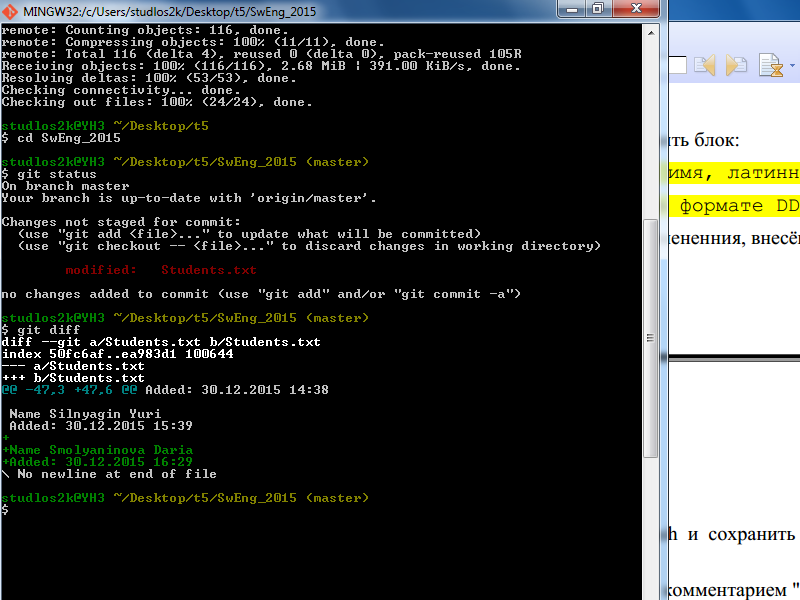 MINGW32:/c/Users/studlos2k/Desktop/t5/SwEng_2015
remote: Counting objects: 116, done.
remote: Compressing objects: 100% (11/11), done.
remote: Total 116 (delta 4), reused 0 (delta 0), pack-reused 105R
Receiving objects: 100% (116/116), 2.68 MiB | 391.00 KiB/s, done.
Resolving deltas: 100% (53/53), done.
Checking connectivity... done.
Checking out files: 100% (24/24), done.
studlos2k@YH3 ~/Desktop/t5
$ cd SwEng_2015
studlos2k@YH3 ~/Desktop/t5/SwEng_2015 (master)
$ git status
On branch master
Your branch is up-to-date with 'origin/master'.
Changes not staged for commit:
(use "git add <file>..." to update what will be committed)
(use "git checkout -- <file>..." to discard changes in working directory)
modified: Students.txt
no changes added to commit (use "git add" and/or "git commit -a")
studlos2k@YH3 ~/Desktop/t5/SwEng_2015 (master)
$ git diff
diff --git a/Students.txt b/Students.txt
index 50fc6af..ea983d1 100644
--- a/Students.txt
+++ b/Students.txt
@@ -47,3 +47,6 @@ Added: 30.12.2015 14:38
Name Silnyagin Yuri
Added: 30.12.2015 15:39
+
+Name Smolyaninova Daria
+Added: 30.12.2015 16:29
\ No newline at end of file
studlos2k@YH3 ~/Desktop/t5/SwEng_2015 (master)
$
ть блок:
имя, латинн
формате DD
ененния, внесён
h и сохранить
комментарием "